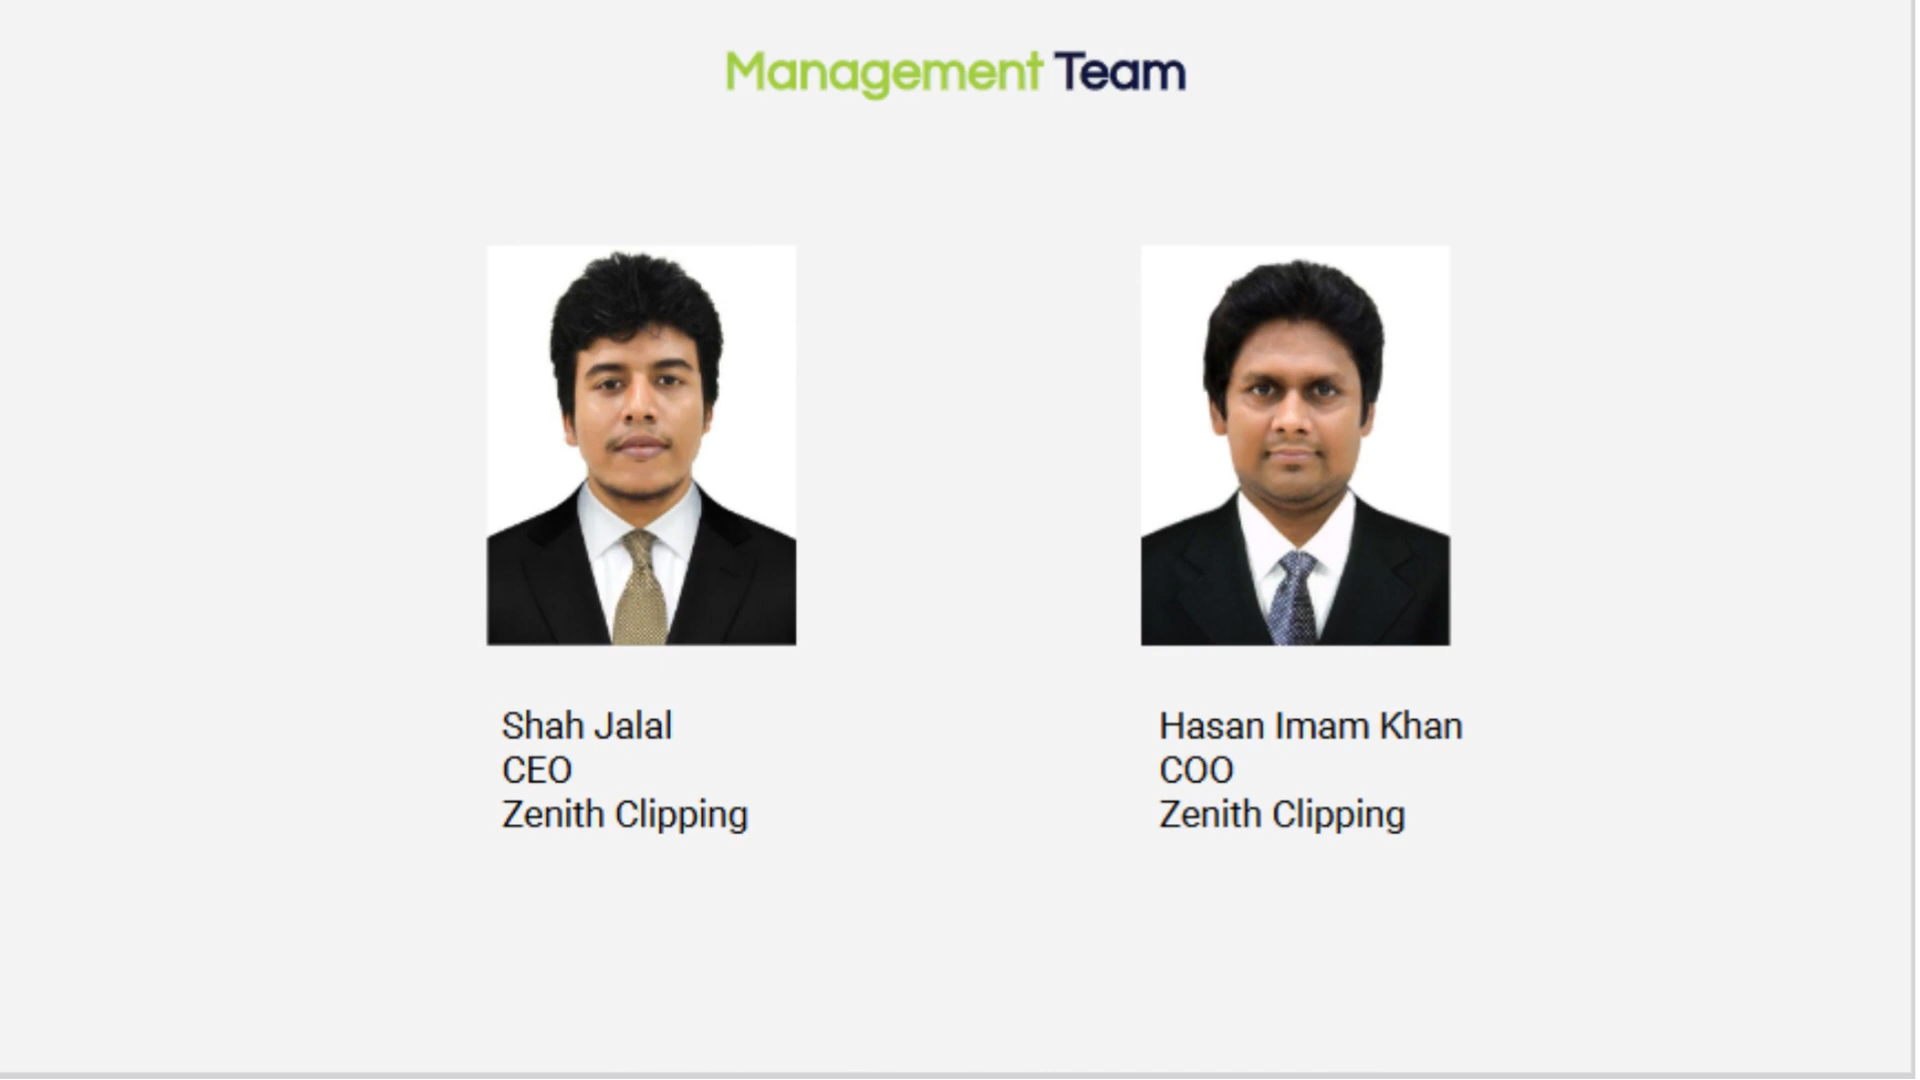 Management Team
Shah Jalal
CEO
Zenith Clipping
Hasan Imam Khan
COO
Zenith Clipping